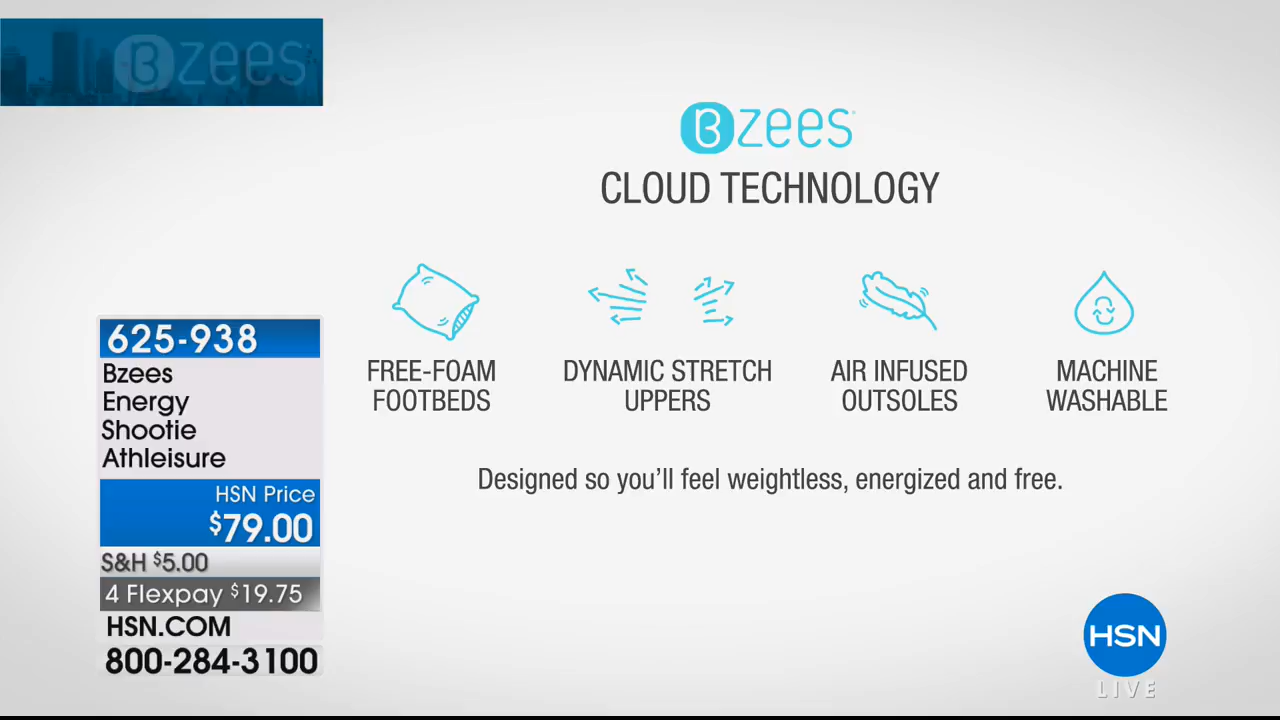 Bzees
Bzees
CLOUD TECHNOLOGY
FREE-FOAM
FOOTBEDS
DYNAMIC STRETCH
UPPERS
AIR INFUSED
OUTSOLES
MACHINE
WASHABLE
Designed so you'll feel weightless, energized and free.
625-938
Bzees
Energy
Shootie
Athleisure
HSN Price
$79.00
S&H $5.00
4 Flexpay $19.75
HSN.COM
800-284-3100
HSN
LIVE